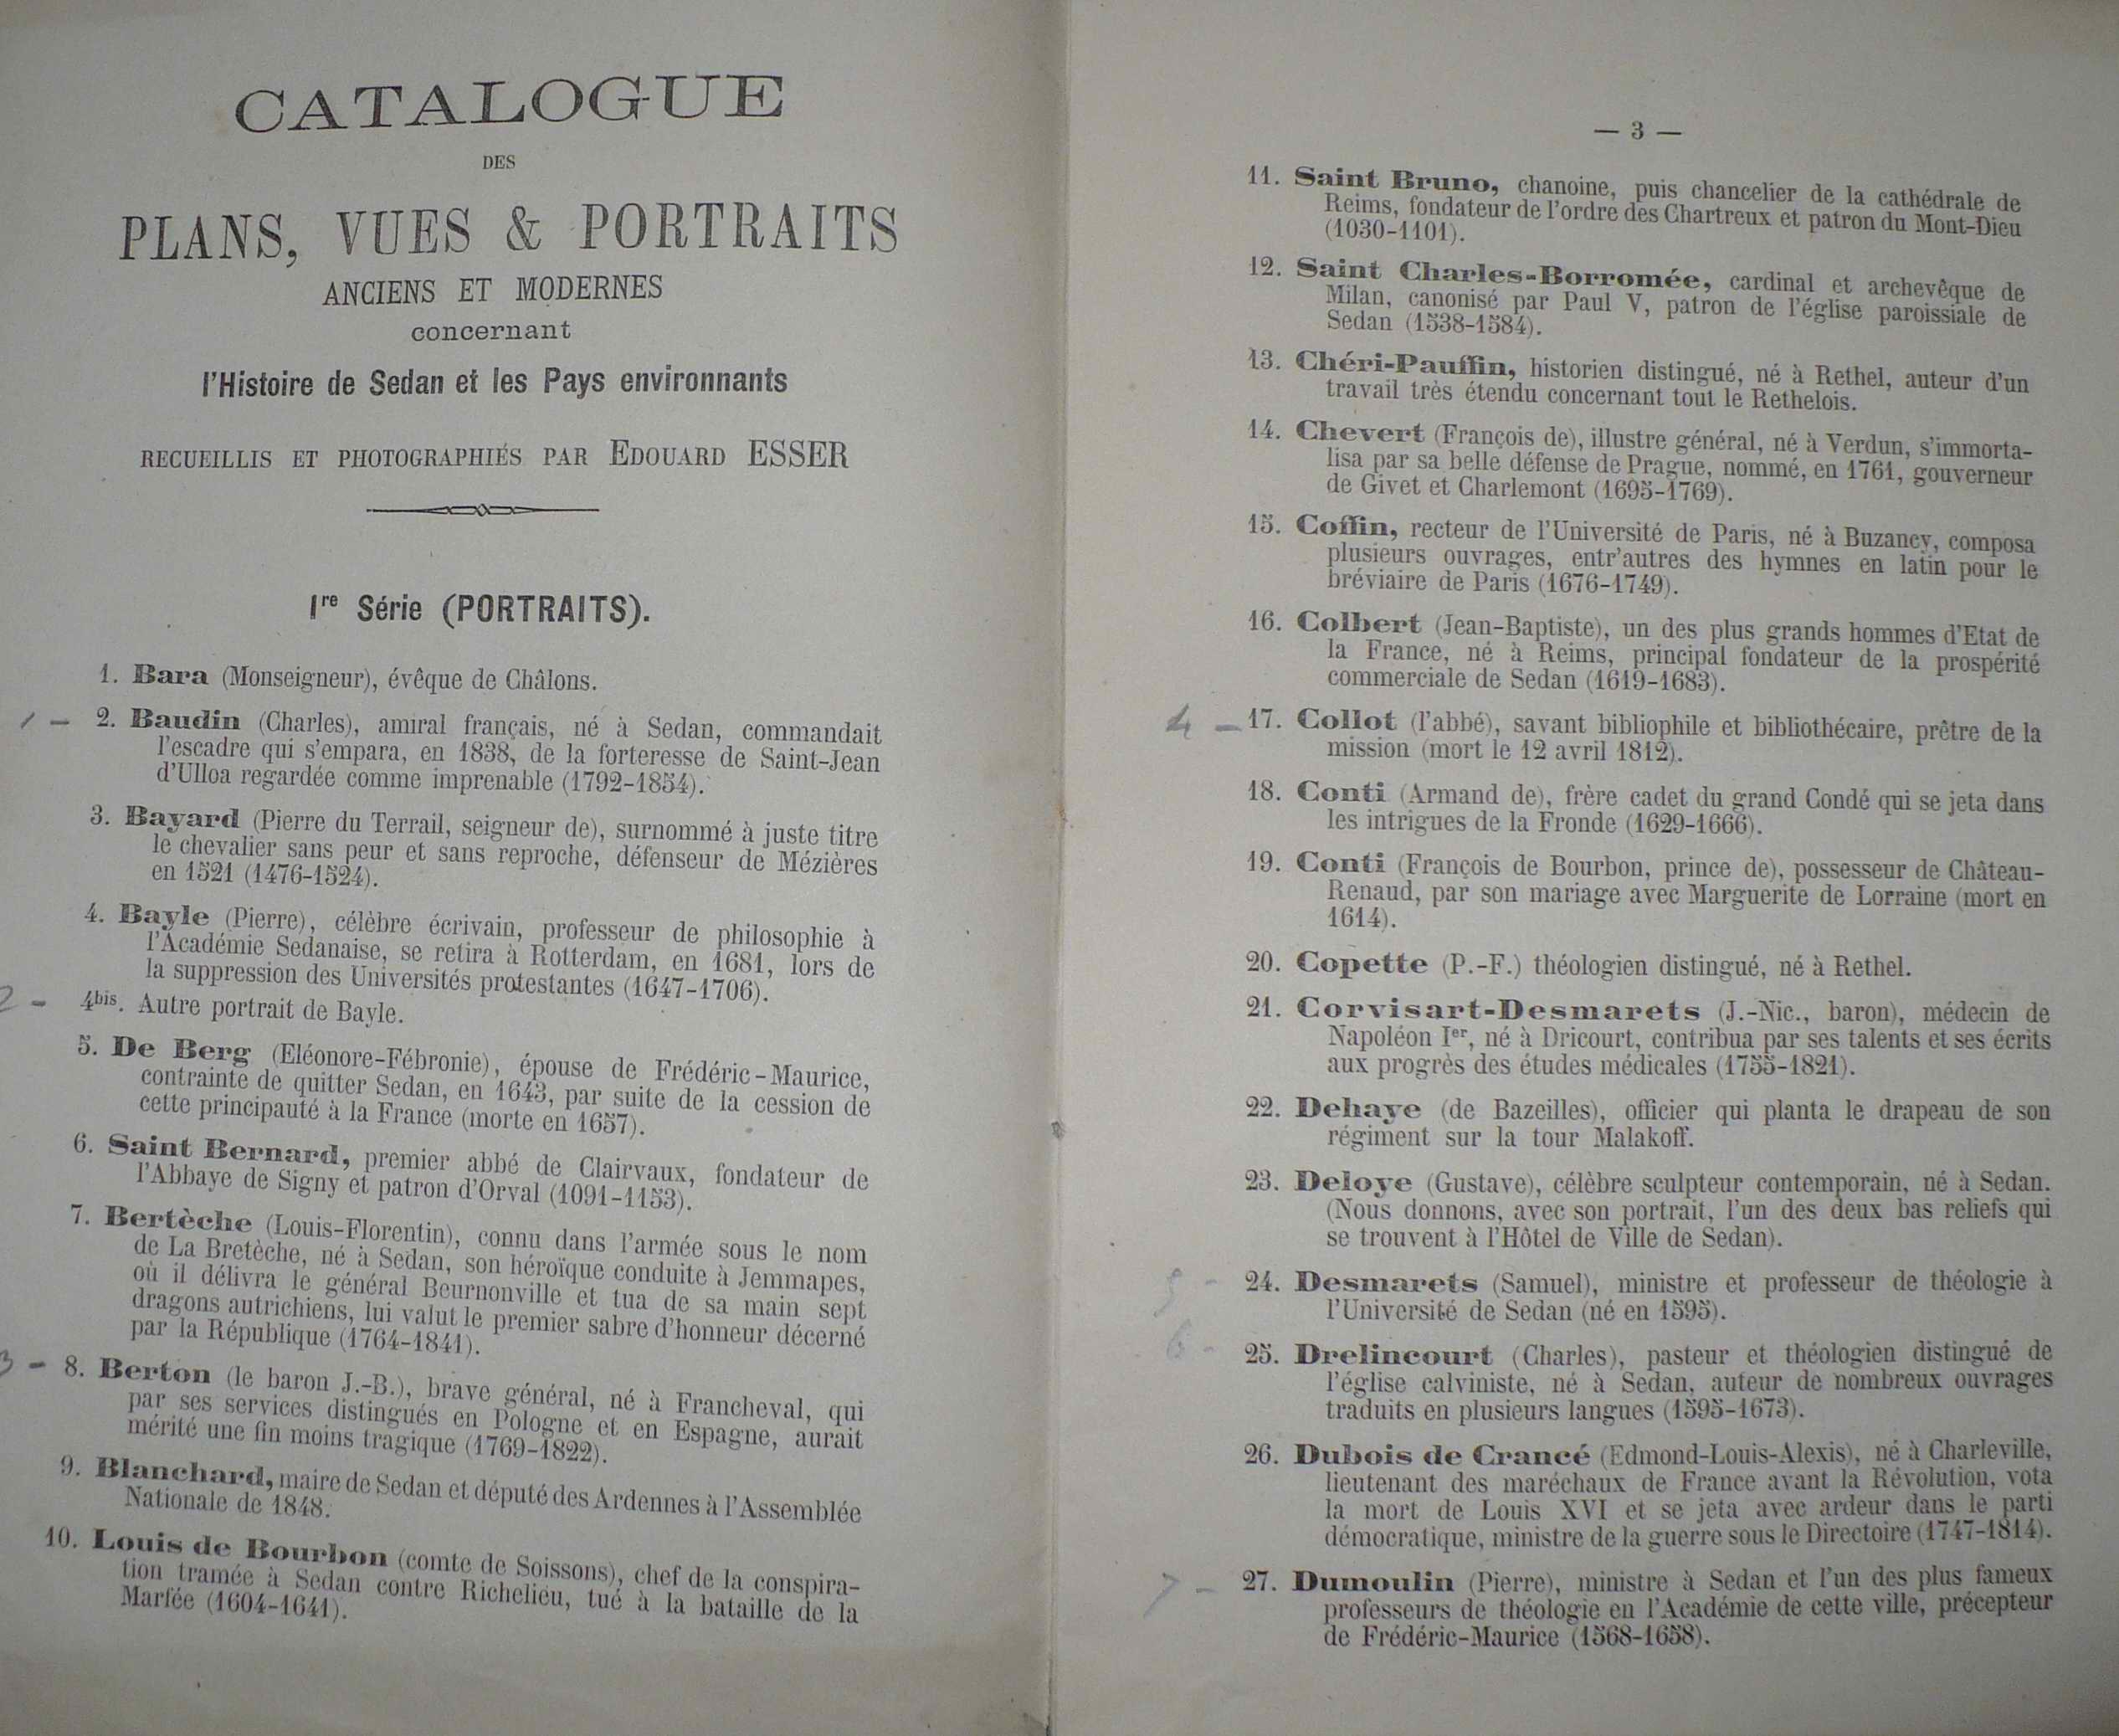 CATALOGUE
DES
PLANS, VUES & PORTRAITS
ANCIENS ET MODERNES
concernant
l'Histoire de Sedan et les Pays environnants
RECUEILLIS ET PHOTOGRAPHIÉS PAR EDOUARD ESSER
1re Série (PORTRAITS).
1. Bara (Monseigneur), évêque de Châlons.
1 — 2. Baudin (Charles), amiral français, né à Sedan, commandait
l'escadre qui s'empara, en 1838, de la forteresse de Saint-Jean
d'Ulloa regardée comme imprenable (1792-1854).
3. Bayard (Pierre du Terrail, seigneur de), surnommé à juste titre
le chevalier sans peur et sans reproche, défenseur de Mézières
en 1521 (1476-1524).
4. Bayle (Pierre), célèbre écrivain, professeur de philosophie à
l'Académie Sedanaise, se retira à Rotterdam, en 1681, lors de
la suppression des Universités protestantes (1647-1706).
2 - 4bis. Autre portrait de Bayle.
5. De Berg (Eléonore-Fébronie), épouse de Frédéric-Maurice,
contrainte de quitter Sedan, en 1643, par suite de la cession de
cette principauté à la France (morte en 1657).
6. Saint Bernard, premier abbé de Clairvaux, fondateur de
l'Abbaye de Signy et patron d'Orval (1091-1153).
7. Bertèche (Louis-Florentin), connu dans l'armée sous le nom
de La Bretèche, né à Sedan, son héroïque conduite à Jemmapes,
où il délivra le général Beurnonville et tua de sa main sept
dragons autrichiens, lui valut le premier sabre d'honneur décerné
par la République (1764-1841).
3 - 8. Berton (le baron J.-B.), brave général, né à Francheval, qui
par ses services distingués en Pologne et en Espagne, aurait
mérité une fin moins tragique (1769-1822).
9. Blanchard, maire de Sedan et député des Ardennes à l'Assemblée
Nationale de 1848.
10. Louis de Bourbon (comte de Soissons), chef de la conspira-
tion tramée à Sedan contre Richelieu, tué à la bataille de la
Marfée (1604-1641).
— 3 —
11. Saint Bruno, chanoine, puis chancelier de la cathédrale de
Reims, fondateur de l'ordre des Chartreux et patron du Mont-Dieu
(1030-1101).
12. Saint Charles-Borromée, cardinal et archevêque de
Milan, canonisé par Paul V, patron de l'église paroissiale de
Sedan (1538-1584).
13. Chéri-Pauffin, historien distingué, né à Rethel, auteur d'un
travail très étendu concernant tout le Rethelois.
14. Chevert (François de), illustre général, né à Verdun, s'immorta-
lisa par sa belle défense de Prague, nommé, en 1761, gouverneur
de Givet et Charlemont (1695-1769).
15. Coffin, recteur de l'Université de Paris, né à Buzancy, composa
plusieurs ouvrages, entr'autres des hymnes en latin pour le
bréviaire de Paris (1676-1749).
16. Colbert (Jean-Baptiste), un des plus grands hommes d'Etat de
la France, né à Reims, principal fondateur de la prospérité
commerciale de Sedan (1619-1683).
4 - 17. Collot (l'abbé), savant bibliophile et bibliothécaire, prêtre de la
mission (mort le 12 avril 1812).
18. Conti (Armand de), frère cadet du grand Condé qui se jeta dans
les intrigues de la Fronde (1629-1666).
19. Conti (François de Bourbon, prince de), possesseur de Château-
Renaud, par son mariage avec Marguerite de Lorraine (mort en
1614).
20. Copette (P.-F.) théologien distingué, né à Rethel.
21. Corvisart-Desmarets (J.-Nic., baron), médecin de
Napoléon Ier, né à Dricourt, contribua par ses talents et ses écrits
aux progrès des études médicales (1755-1821).
22. Dehaye (de Bazeilles), officier qui planta le drapeau de son
régiment sur la tour Malakoff.
23. Deloye (Gustave), célèbre sculpteur contemporain, né à Sedan.
(Nous donnons, avec son portrait, l'un des deux bas reliefs qui
se trouvent à l'Hôtel de Ville de Sedan).
5 - 24. Desmarets (Samuel), ministre et professeur de théologie à
l'Université de Sedan (né en 1595).
6 - 25. Drelincourt (Charles), pasteur et théologien distingué de
l'église calviniste, né à Sedan, auteur de nombreux ouvrages
traduits en plusieurs langues (1595-1673).
26. Dubois de Crancé (Edmond-Louis-Alexis), né à Charleville,
lieutenant des maréchaux de France avant la Révolution, vota
la mort de Louis XVI et se jeta avec ardeur dans le parti
démocratique, ministre de la guerre sous le Directoire (1747-1814).
7 - 27. Dumoulin (Pierre), ministre à Sedan et l'un des plus fameux
professeurs de théologie en l'Académie de cette ville, précepteur
de Frédéric-Maurice (1568-1658).